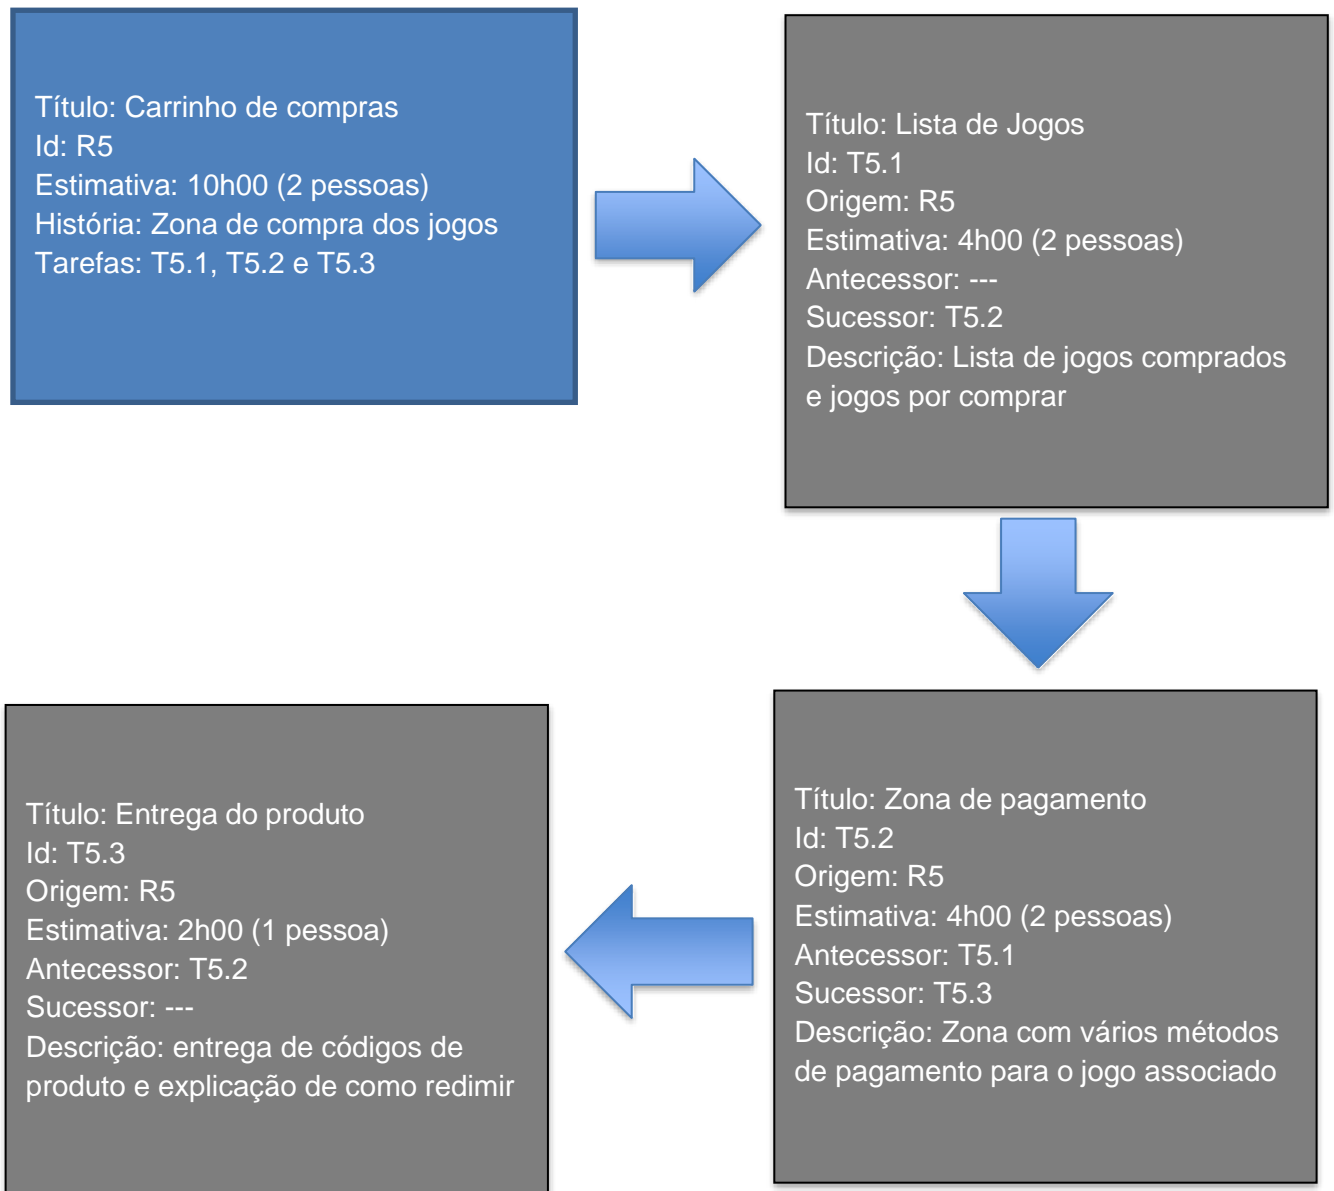 Título: Carrinho de compras
Id: R5
Estimativa: 10h00 (2 pessoas)
História: Zona de compra dos jogos
Tarefas: T5.1, T5.2 e T5.3
Título: Lista de Jogos
Id: T5.1
Origem: R5
Estimativa: 4h00 (2 pessoas)
Antecessor: ---
Sucessor: T5.2
Descrição: Lista de jogos comprados
e jogos por comprar
Título: Zona de pagamento
Id: T5.2
Origem: R5
Estimativa: 4h00 (2 pessoas)
Antecessor: T5.1
Sucessor: T5.3
Descrição: Zona com vários métodos
de pagamento para o jogo associado
Título: Entrega do produto
Id: T5.3
Origem: R5
Estimativa: 2h00 (1 pessoa)
Antecessor: T5.2
Sucessor: ---
Descrição: entrega de códigos de
produto e explicação de como redimir